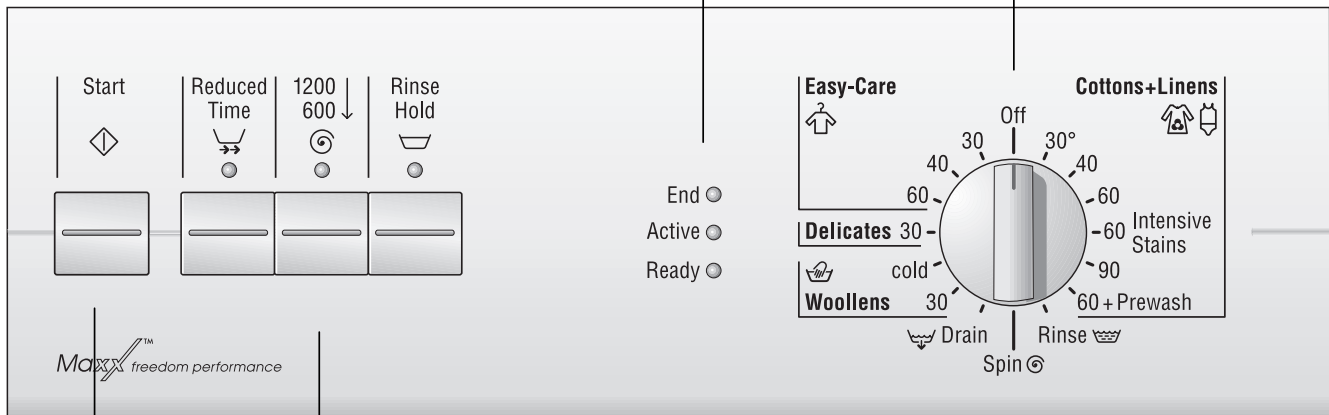 Start
Reduced
Time
1200
600 ↓
Rinse
Hold
End
Active
Ready
Easy-Care
Cottons+Linens
Off
30
30°
40
40
60
60
Delicates 30
60 Intensive
Stains
cold
90
Woollens 30
60 + Prewash
Drain
Rinse
Spin
Maxx™ freedom performance